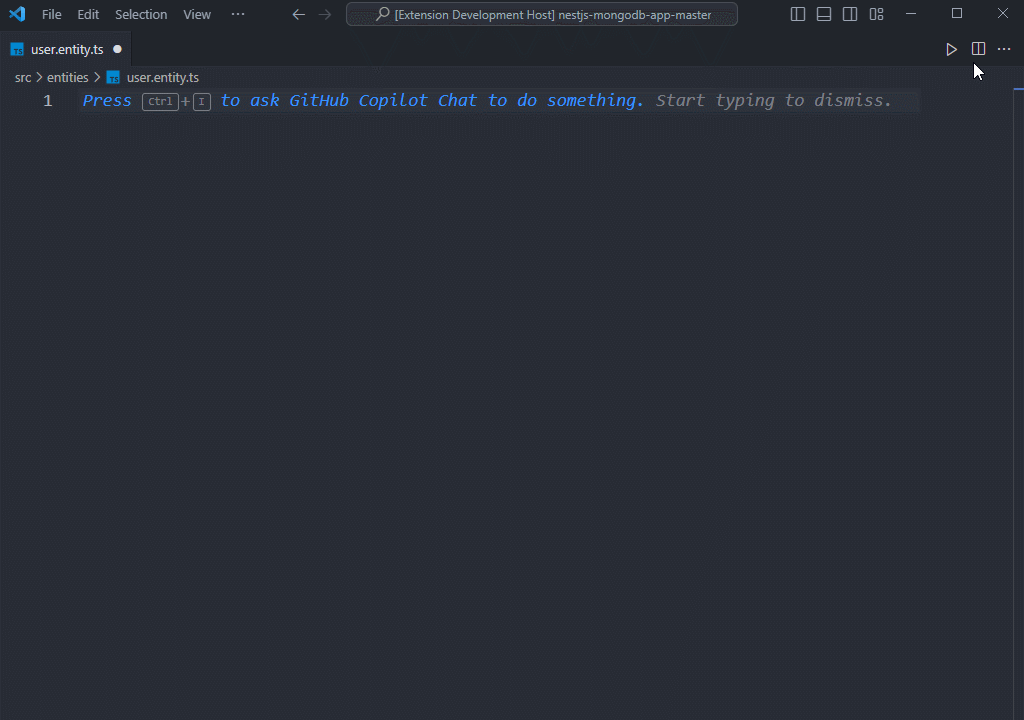 File Edit Selection View ··· [Extension Development Host] nestjs-mongodb-app-master
TS user.entity.ts
src > entities > TS user.entity.ts
1 Press Ctrl+I to ask GitHub Copilot Chat to do something. Start typing to dismiss.